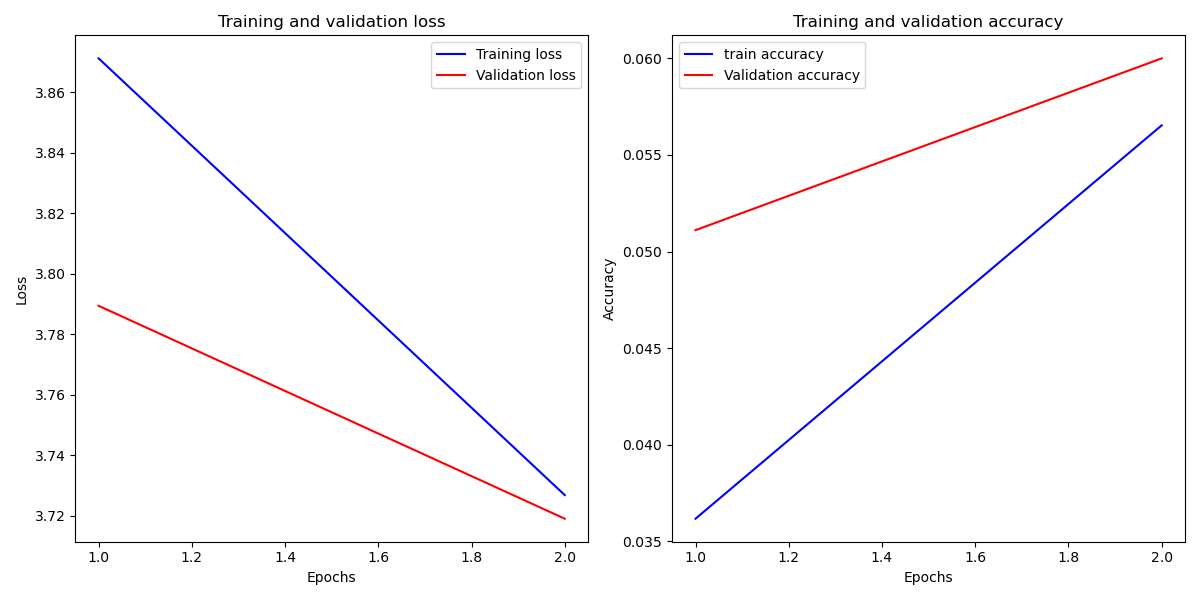 Training and validation loss
Training loss
Validation loss
3.86
3.84
3.82
3.80
3.78
3.76
3.74
3.72
Loss
1.0 1.2 1.4 1.6 1.8 2.0
Epochs
Training and validation accuracy
train accuracy
Validation accuracy
0.060
0.055
0.050
0.045
0.040
0.035
Accuracy
1.0 1.2 1.4 1.6 1.8 2.0
Epochs